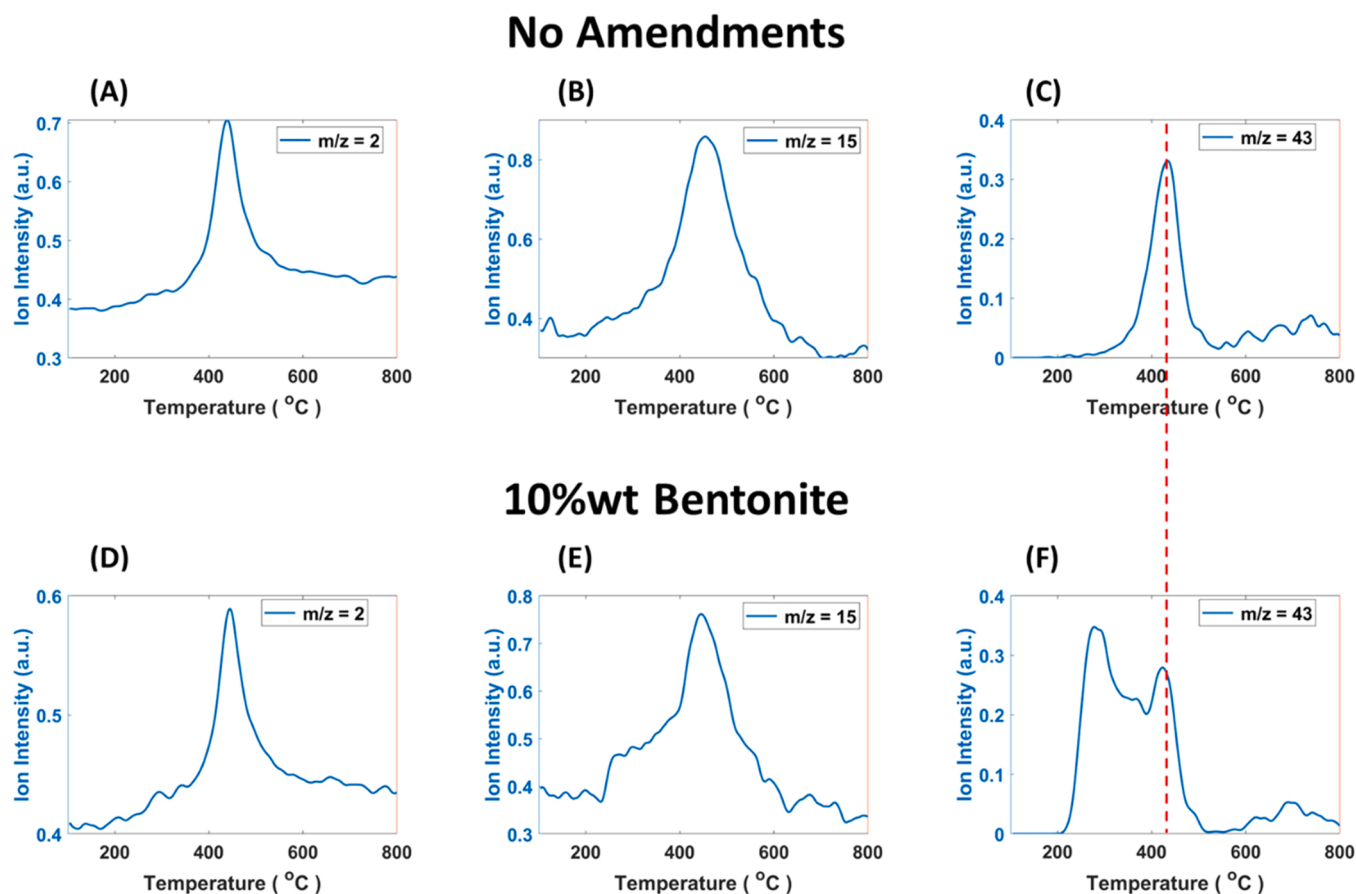 No Amendments
(A)
(B)
(C)
0.7
0.6
0.5
0.4
0.3
Ion Intensity (a.u.)
m/z = 2
200
400
600
800
Temperature ( °C )
0.8
0.6
0.4
Ion Intensity (a.u.)
m/z = 15
200
400
600
800
Temperature ( °C )
0.4
0.3
0.2
0.1
0
Ion Intensity (a.u.)
m/z = 43
200
400
600
800
Temperature ( °C )
10%wt Bentonite
(D)
(E)
(F)
0.6
0.5
0.4
Ion Intensity (a.u.)
m/z = 2
200
400
600
800
Temperature ( °C )
0.8
0.7
0.6
0.5
0.4
0.3
Ion Intensity (a.u.)
m/z = 15
200
400
600
800
Temperature ( °C )
0.4
0.3
0.2
0.1
0
Ion Intensity (a.u.)
m/z = 43
200
400
600
800
Temperature ( °C )